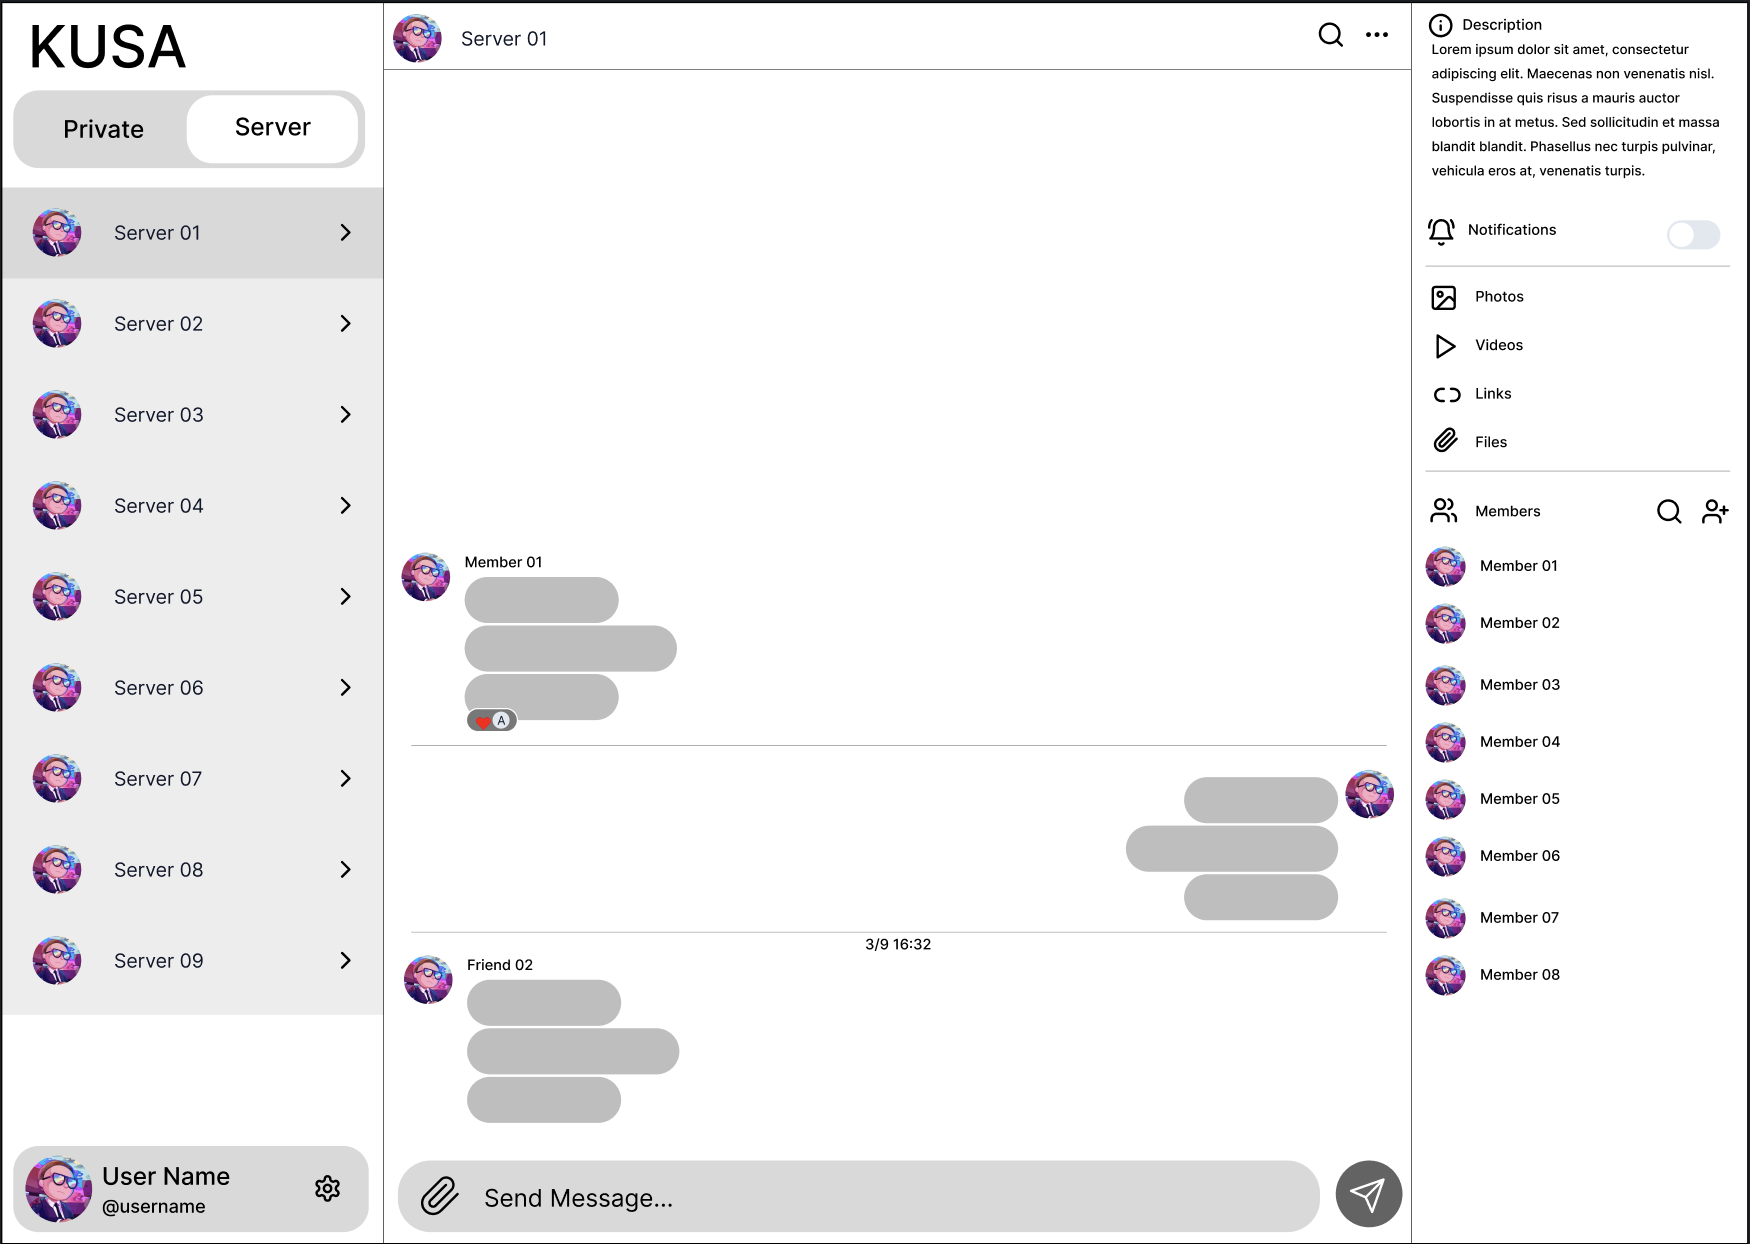 KUSA
Private
Server
Server 01
Server 02
Server 03
Server 04
Server 05
Server 06
Server 07
Server 08
Server 09
User Name
@username
Server 01
Member 01
A
3/9 16:32
Friend 02
Send Message...
Description
Lorem ipsum dolor sit amet, consectetur
adipiscing elit. Maecenas non venenatis nisl.
Suspendisse quis risus a mauris auctor
lobortis in at metus. Sed sollicitudin et massa
blandit blandit. Phasellus nec turpis pulvinar,
vehicula eros at, venenatis turpis.
Notifications
Photos
Videos
Links
Files
Members
Member 01
Member 02
Member 03
Member 04
Member 05
Member 06
Member 07
Member 08